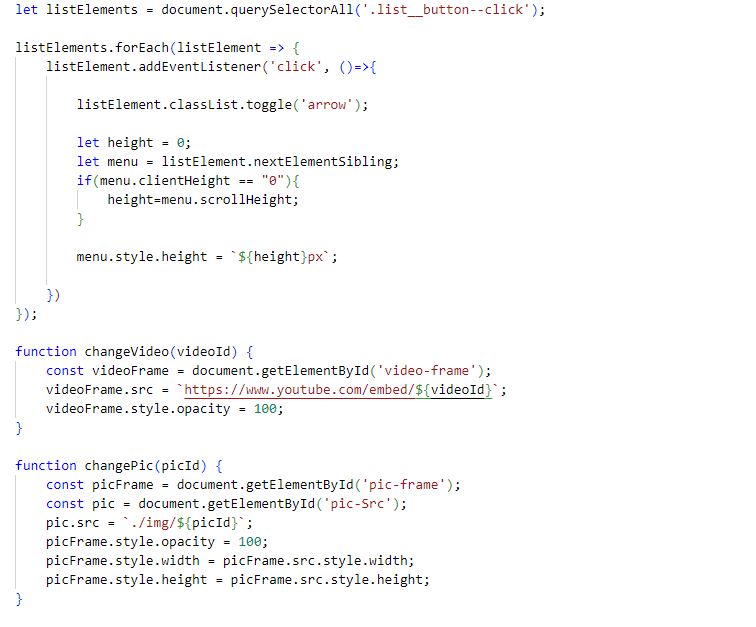 let listElements = document.querySelectorAll('.list__button--click');
listElements.forEach(listElement => {
listElement.addEventListener('click', ()=>{
listElement.classList.toggle('arrow');
let height = 0;
let menu = listElement.nextElementSibling;
if(menu.clientHeight == "0"){
height=menu.scrollHeight;
}
menu.style.height = `${height}px`;
})
});
function changeVideo(videoId) {
const videoFrame = document.getElementById('video-frame');
videoFrame.src = `https://www.youtube.com/embed/${videoId}`;
videoFrame.style.opacity = 100;
}
function changePic(picId) {
const picFrame = document.getElementById('pic-frame');
const pic = document.getElementById('pic-Src');
pic.src = `./img/${picId}`;
picFrame.style.opacity = 100;
picFrame.style.width = picFrame.src.style.width;
picFrame.style.height = picFrame.src.style.height;
}